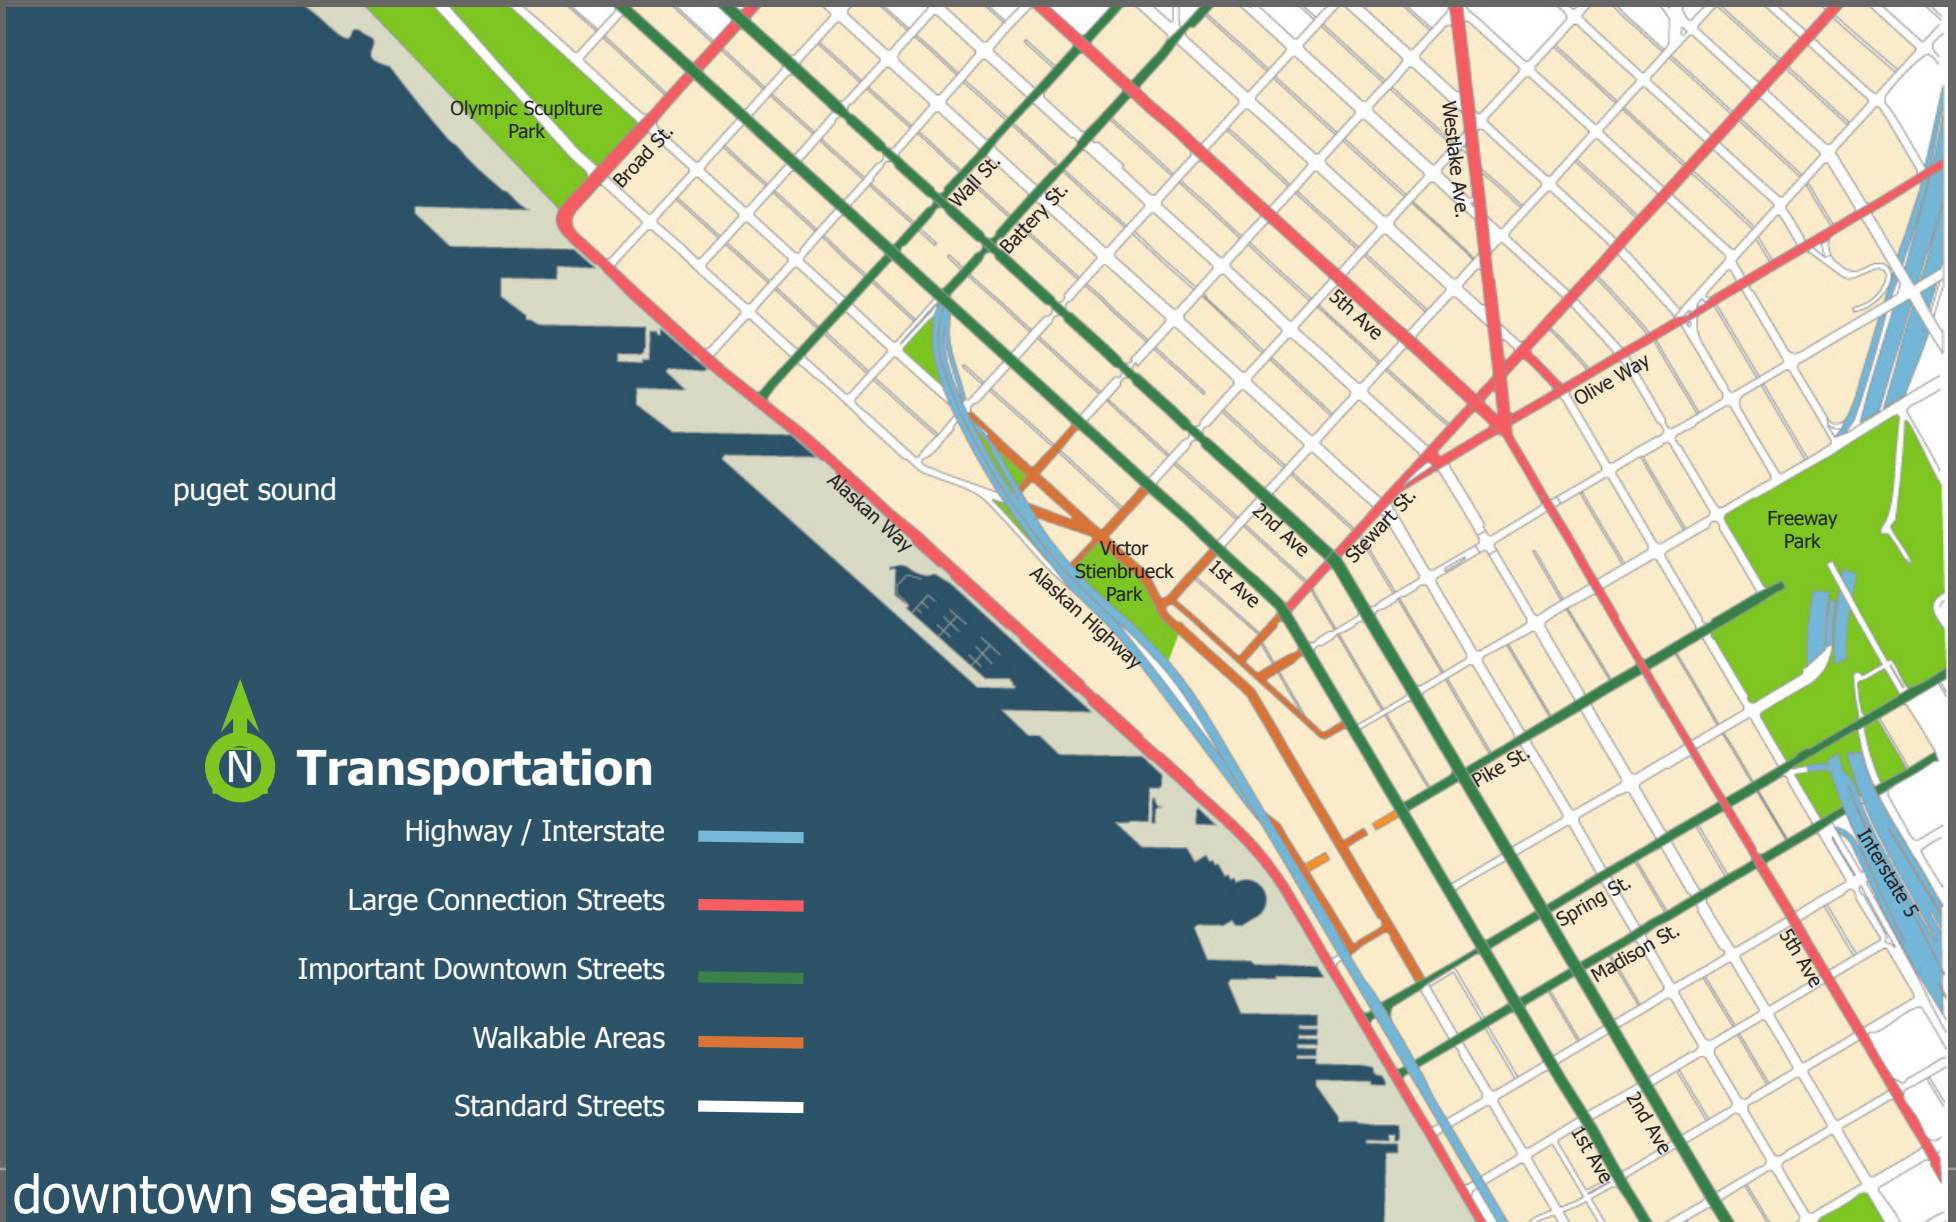 Olympic Scuplture
Park
Broad St.
Wall St.
Battery St.
Westlake Ave.
5th Ave
Olive Way
puget sound
Alaskan Way
2nd Ave
Stewart St.
Freeway
Park
Victor
Stienbrueck
Park
1st Ave
Alaskan Highway
N
Transportation
Highway / Interstate
Large Connection Streets
Important Downtown Streets
Walkable Areas
Standard Streets
Pike St.
Spring St.
Madison St.
Interstate 5
5th Ave
2nd Ave
1st Ave
downtown seattle